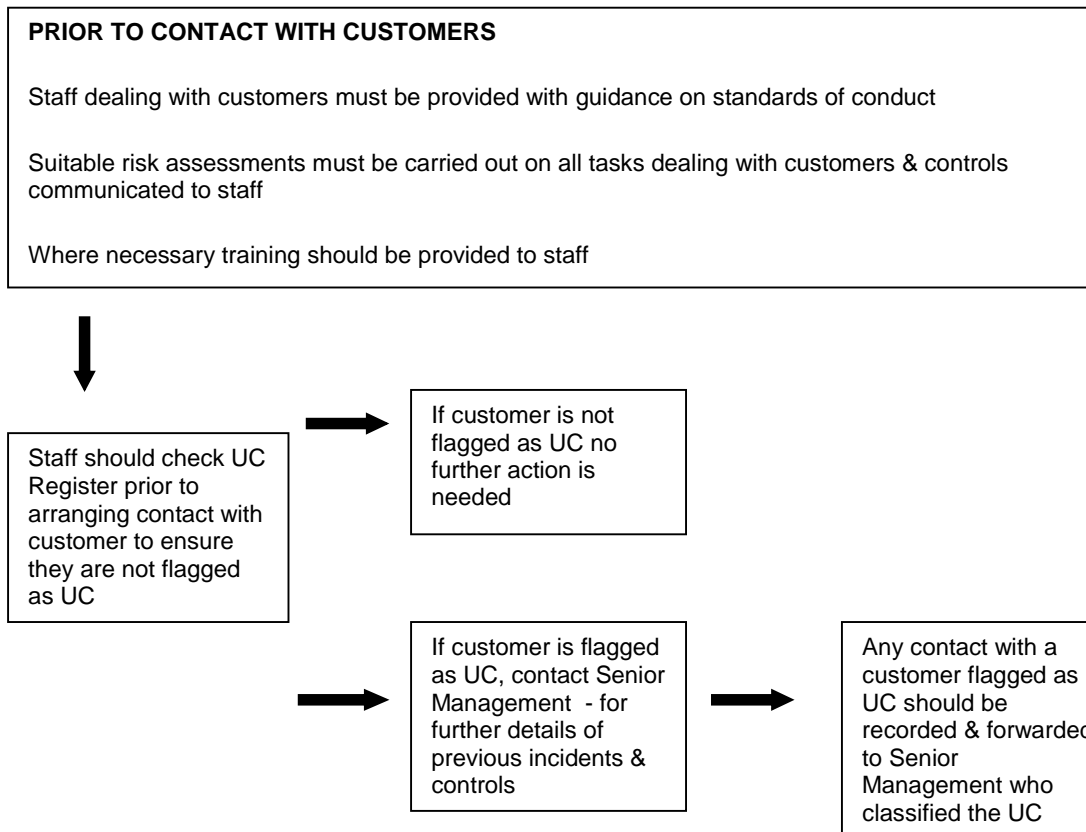 PRIOR TO CONTACT WITH CUSTOMERS
Staff dealing with customers must be provided with guidance on standards of conduct
Suitable risk assessments must be carried out on all tasks dealing with customers & controls
communicated to staff
Where necessary training should be provided to staff
Staff should check UC
Register prior to
arranging contact with
customer to ensure
they are not flagged
as UC
If customer is not
flagged as UC no
further action is
needed
If customer is flagged
as UC, contact Senior
Management - for
further details of
previous incidents &
controls
Any contact with a
customer flagged as
UC should be
recorded & forwarded
to Senior
Management who
classified the UC